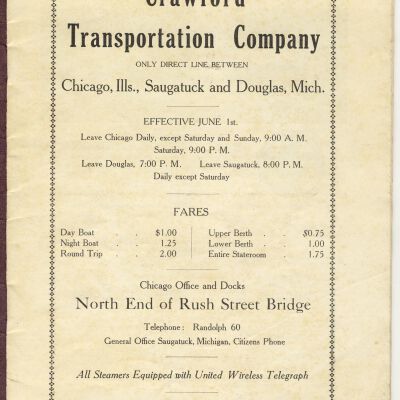 Crawford
Transportation Company
ONLY DIRECT LINE BETWEEN
Chicago, Ills., Saugatuck and Douglas, Mich.
EFFECTIVE JUNE 1st.
Leave Chicago Daily, except Saturday and Sunday, 9:00 A. M.
Saturday, 9:00 P. M.
Leave Douglas, 7:00 P. M. Leave Saugatuck, 8:00 P. M.
Daily except Saturday
FARES
Day Boat . . $1.00 Upper Berth . . $0.75
Night Boat . . 1.25 Lower Berth . . 1.00
Round Trip . . 2.00 Entire Stateroom . 1.75
Chicago Office and Docks
North End of Rush Street Bridge
Telephone: Randolph 60
General Office Saugatuck, Michigan, Citizens Phone
All Steamers Equipped with United Wireless Telegraph